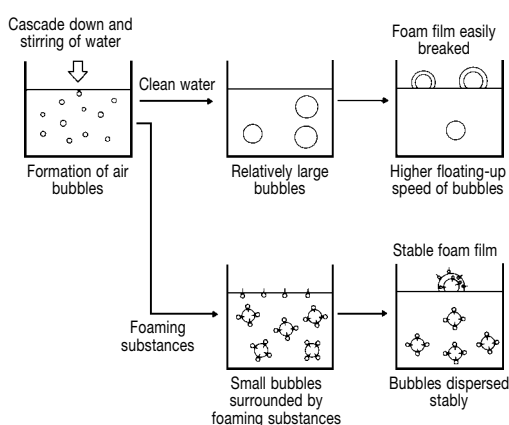 Cascade down and
stirring of water
Foam film easily
breaked
Clean water
Formation of air
bubbles
Relatively large
bubbles
Higher floating-up
speed of bubbles
Stable foam film
Foaming
substances
Small bubbles
surrounded by
foaming substances
Bubbles dispersed
stably